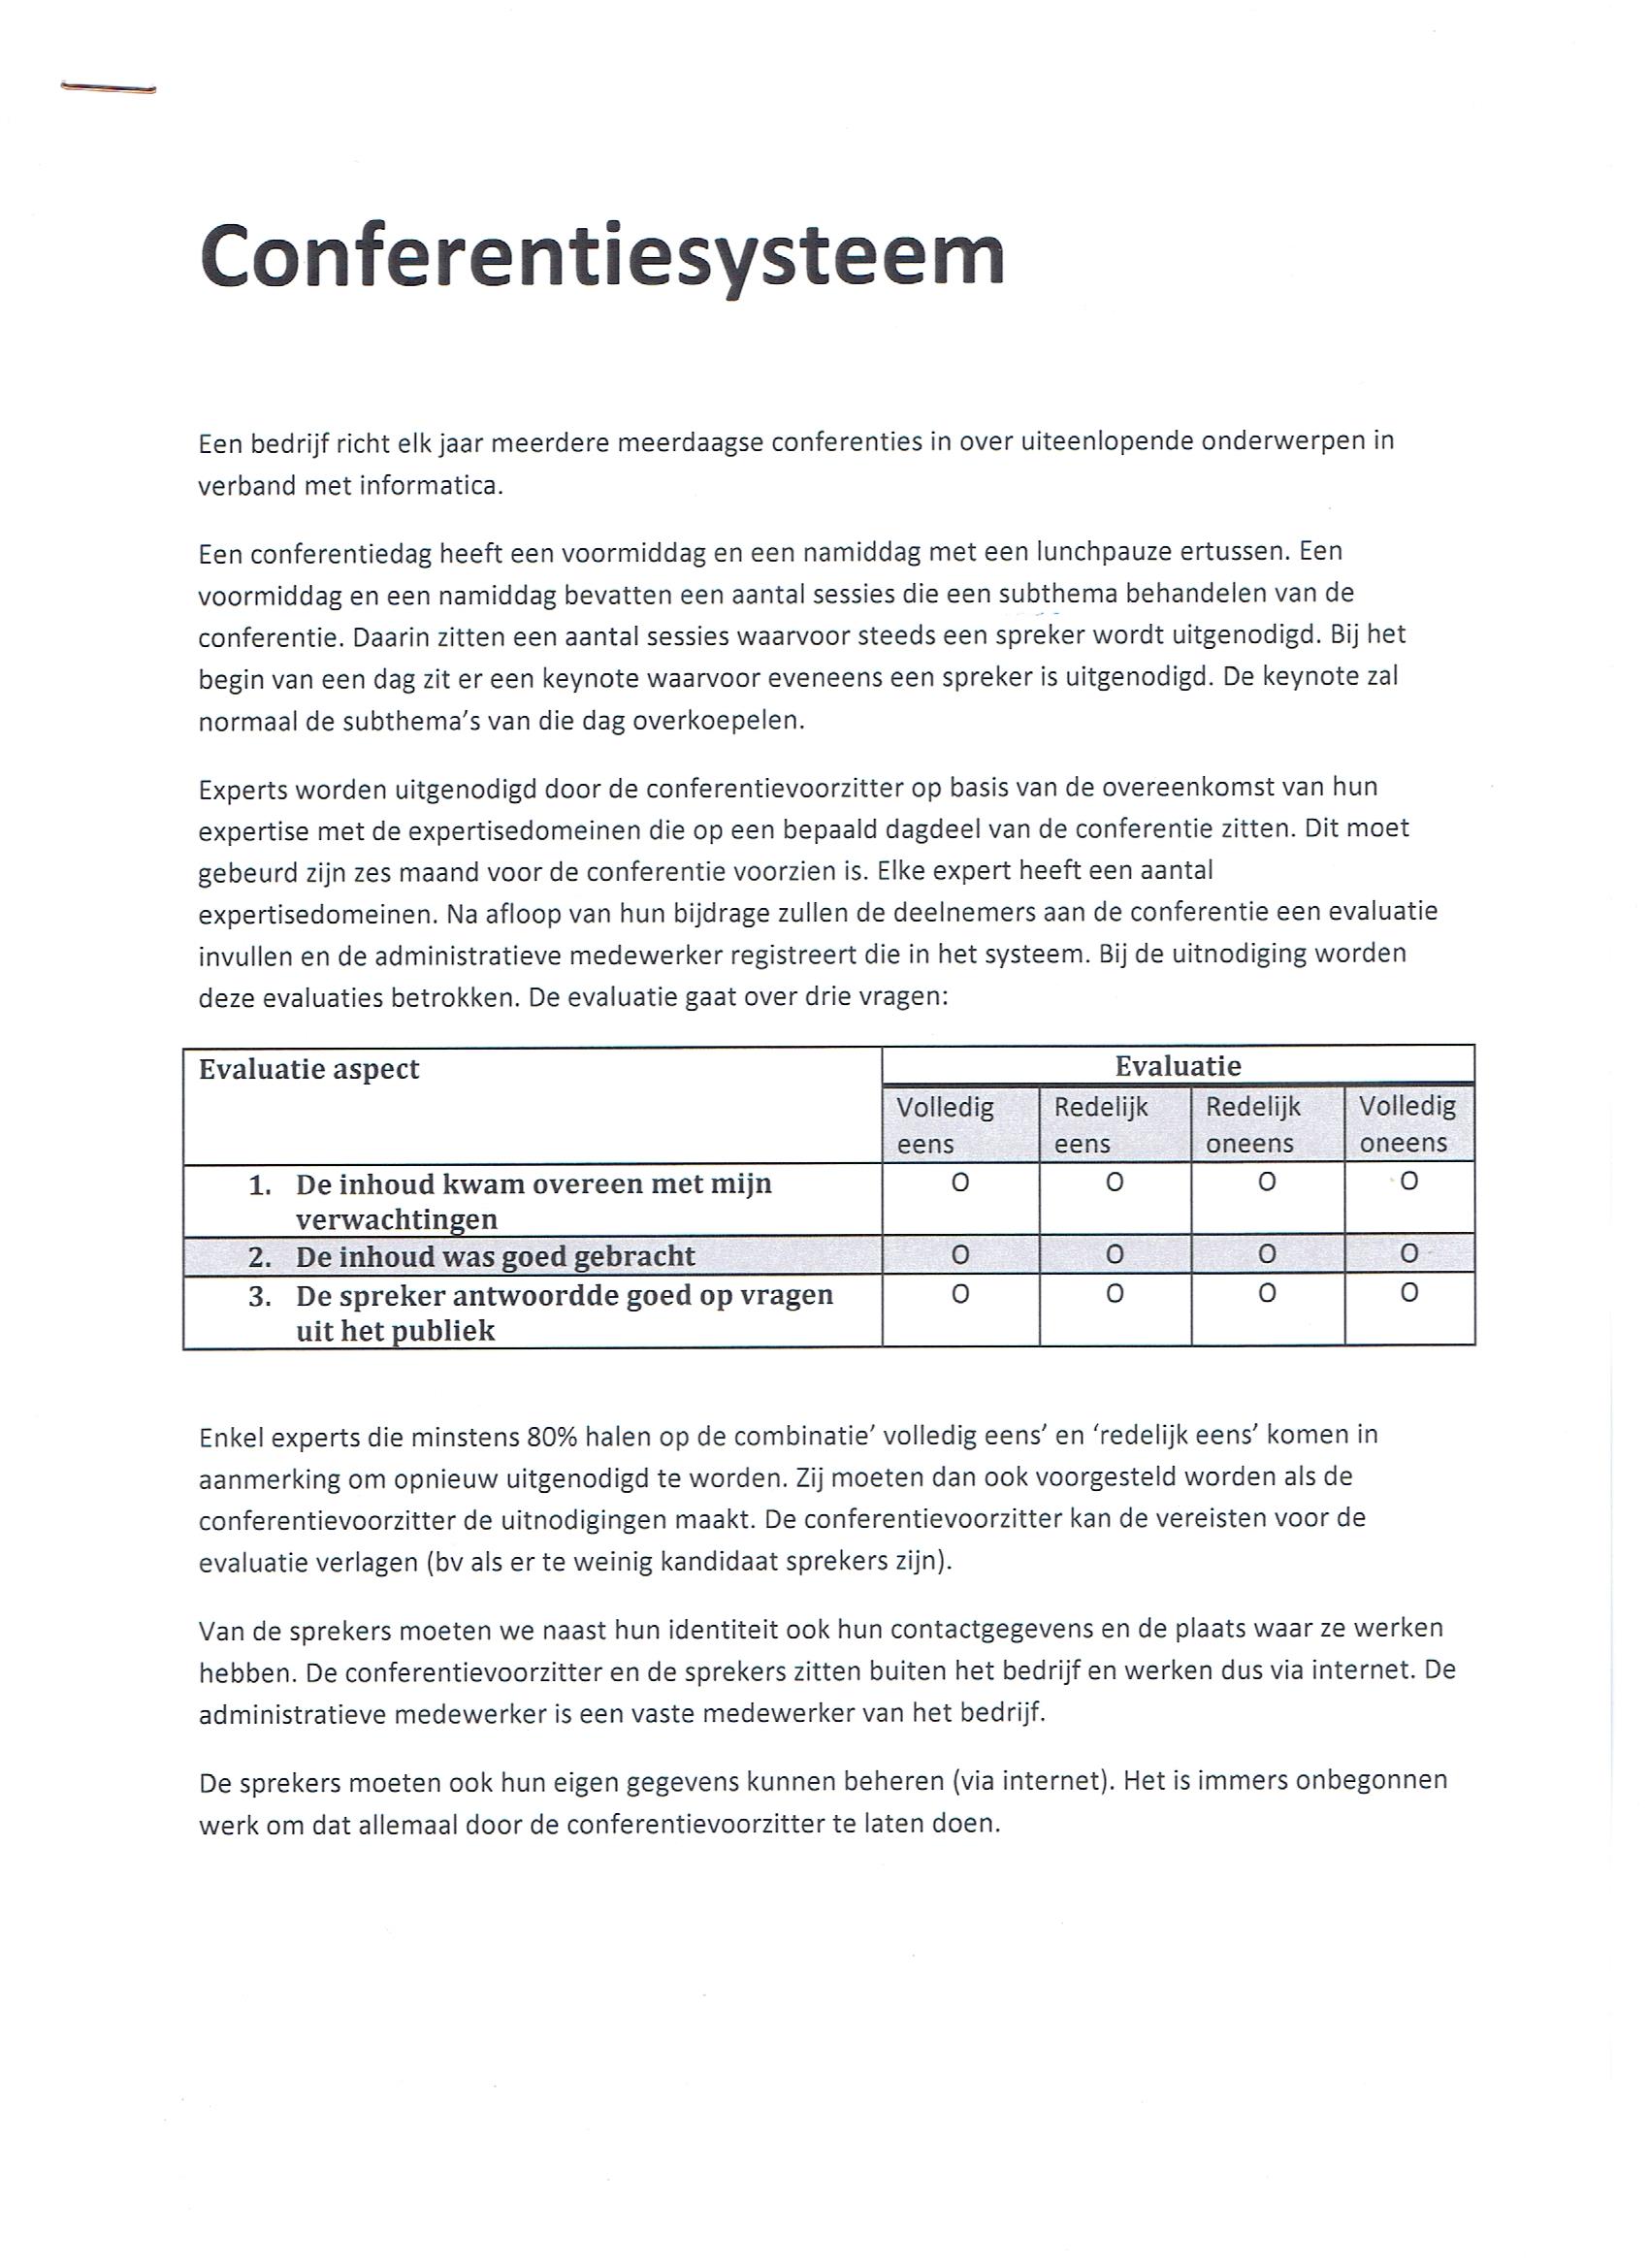 Conferentiesysteem
Een bedrijf richt elk jaar meerdere meerdaagse conferenties in over uiteenlopende onderwerpen in
verband met informatica.
Een conferentiedag heeft een voormiddag en een namiddag met een lunchpauze ertussen. Een
voormiddag en een namiddag bevatten een aantal sessies die een subthema behandelen van de
conferentie. Daarin zitten een aantal sessies waarvoor steeds een spreker wordt uitgenodigd. Bij het
begin van een dag zit er een keynote waarvoor eveneens een spreker is uitgenodigd. De keynote zal
normaal de subthema’s van die dag overkoepelen.
Experts worden uitgenodigd door de conferentievoorzitter op basis van de overeenkomst van hun
expertise met de expertisedomeinen die op een bepaald dagdeel van de conferentie zitten. Dit moet
gebeurd zijn zes maand voor de conferentie voorzien is. Elke expert heeft een aantal
expertisedomeinen. Na afloop van hun bijdrage zullen de deelnemers aan de conferentie een evaluatie
invullen en de administratieve medewerker registreert die in het systeem. Bij de uitnodiging worden
deze evaluaties betrokken. De evaluatie gaat over drie vragen:
Evaluatie aspect Evaluatie
Volledig Redelijk Redelijk Volledig
eens eens oneens oneens
1. De inhoud kwam overeen met mijn O O O O
verwachtingen
2. De inhoud was goed gebracht O O O O
3. De spreker antwoordde goed op vragen O O O O
uit het publiek
Enkel experts die minstens 80% halen op de combinatie’ volledig eens’ en ‘redelijk eens’ komen in
aanmerking om opnieuw uitgenodigd te worden. Zij moeten dan ook voorgesteld worden als de
conferentievoorzitter de uitnodigingen maakt. De conferentievoorzitter kan de vereisten voor de
evaluatie verlagen (bv als er te weinig kandidaat sprekers zijn).
Van de sprekers moeten we naast hun identiteit ook hun contactgegevens en de plaats waar ze werken
hebben. De conferentievoorzitter en de sprekers zitten buiten het bedrijf en werken dus via internet. De
administratieve medewerker is een vaste medewerker van het bedrijf.
De sprekers moeten ook hun eigen gegevens kunnen beheren (via internet). Het is immers onbegonnen
werk om dat allemaal door de conferentievoorzitter te laten doen.